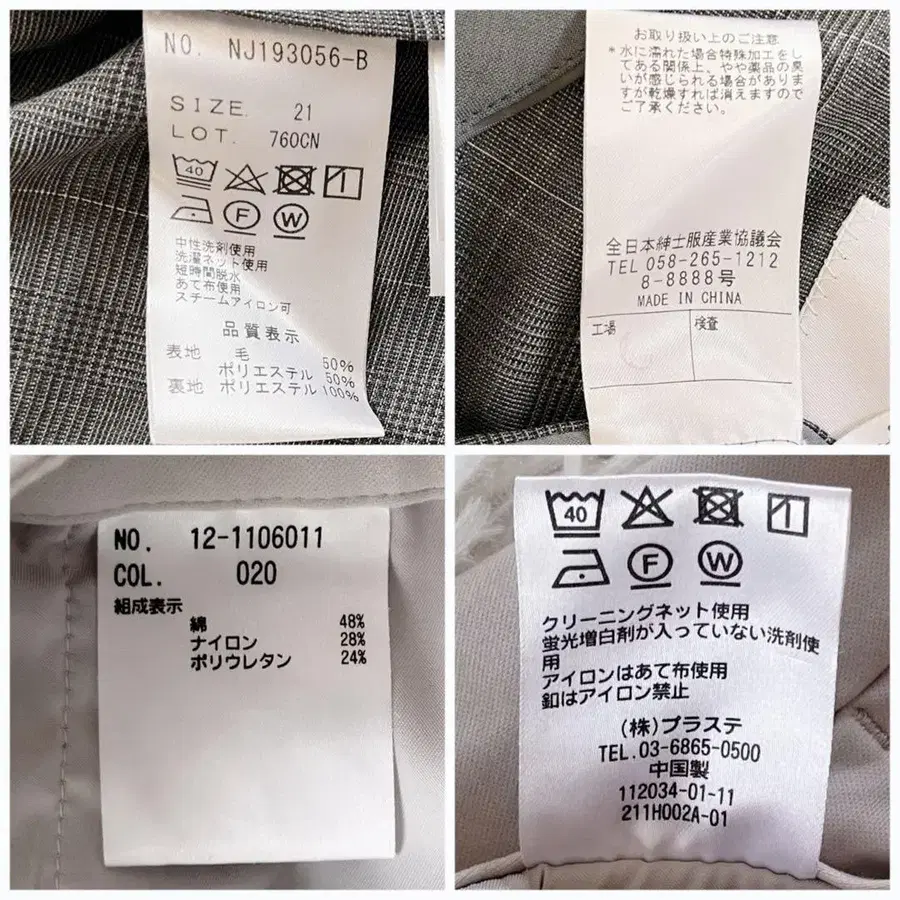 NO. NJ193056-B
SIZE. 21
LOT. 760CN
40
F W
中性洗剤使用
洗濯ネット使用
短時間脱水
あて布使用
スチームアイロン可
品質表示
表地 毛 50%
ポリエステル 50%
裏地 ポリエステル 100%
お取り扱い上のご注意
*水に濡れた場合特殊加工をし
てある関係上、やや薬品の臭
いが感じられる場合がありま
すが乾燥すれば消えますので
ご了承ください。
全日本紳士服産業協議会
TEL 058-265-1212
8-8888号
MADE IN CHINA
工場 検査
NO. 12-1106011
COL. 020
組成表示
綿 48%
ナイロン 28%
ポリウレタン 24%
40
F W
クリーニングネット使用
蛍光増白剤が入っていない洗剤使
用
アイロンはあて布使用
釦はアイロン禁止
(株)プラステ
TEL.03-6865-0500
中国製
112034-01-11
211H002A-01